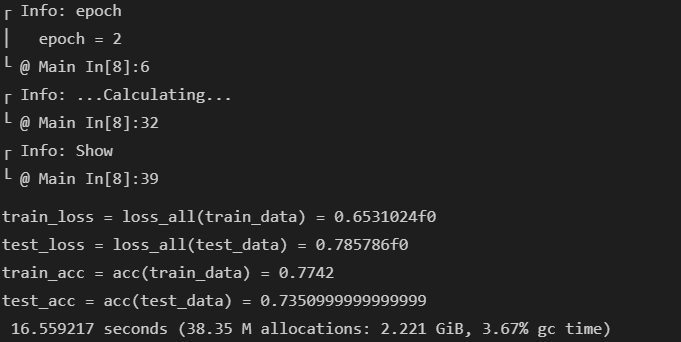 ┌ Info: epoch
│   epoch = 2
└ @ Main In[8]:6
┌ Info: ...Calculating...
└ @ Main In[8]:32
┌ Info: Show
└ @ Main In[8]:39
train_loss = loss_all(train_data) = 0.6531024f0
test_loss = loss_all(test_data) = 0.785786f0
train_acc = acc(train_data) = 0.7742
test_acc = acc(test_data) = 0.7350999999999999
 16.559217 seconds (38.35 M allocations: 2.221 GiB, 3.67% gc time)